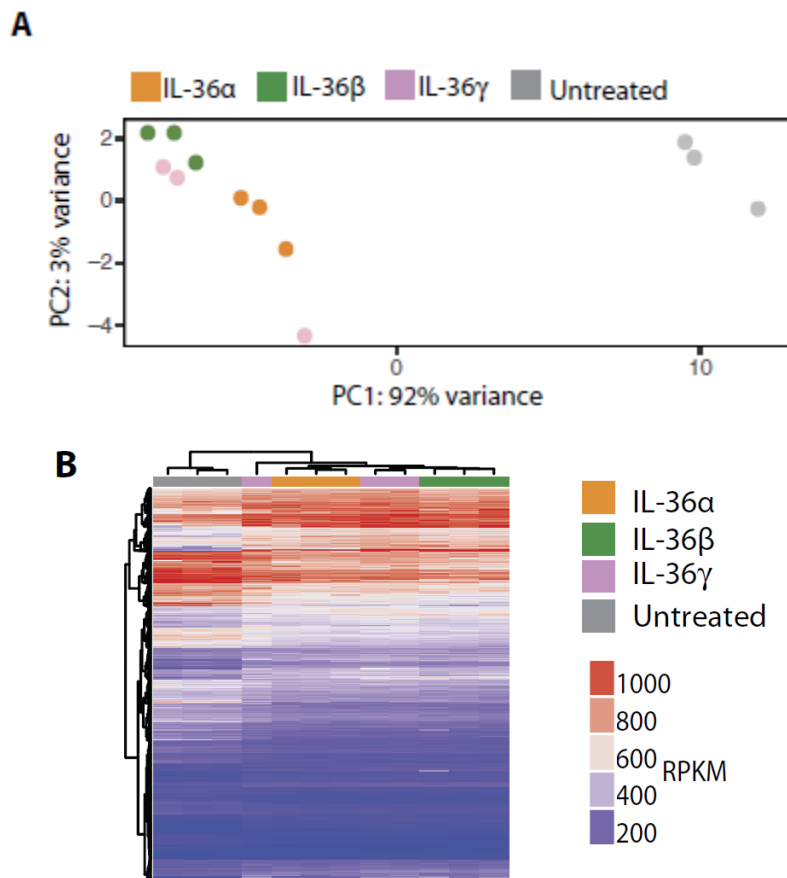 A
IL-36α IL-36β IL-36γ Untreated
2
0
−2
−4
PC2: 3% variance
0 10
PC1: 92% variance
B
IL-36α
IL-36β
IL-36γ
Untreated
1000
800
600
400
200
RPKM